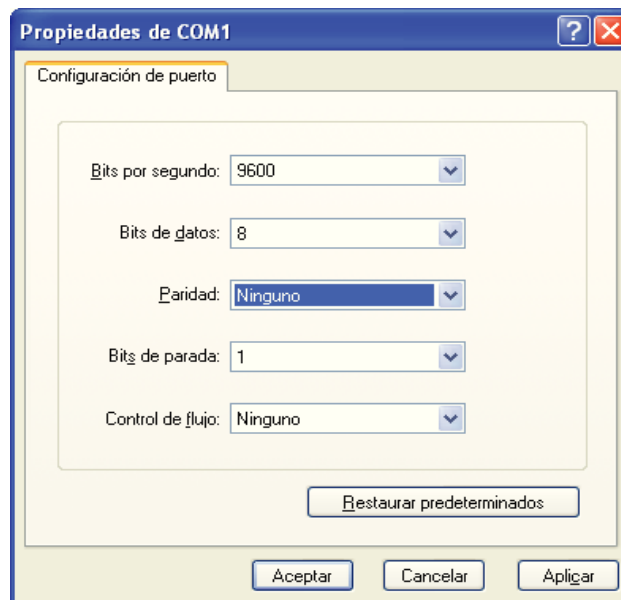 Propiedades de COM1
Configuración de puerto
Bits por segundo: 9600
Bits de datos: 8
Paridad: Ninguno
Bits de parada: 1
Control de flujo: Ninguno
Restaurar predeterminados
Aceptar Cancelar Aplicar